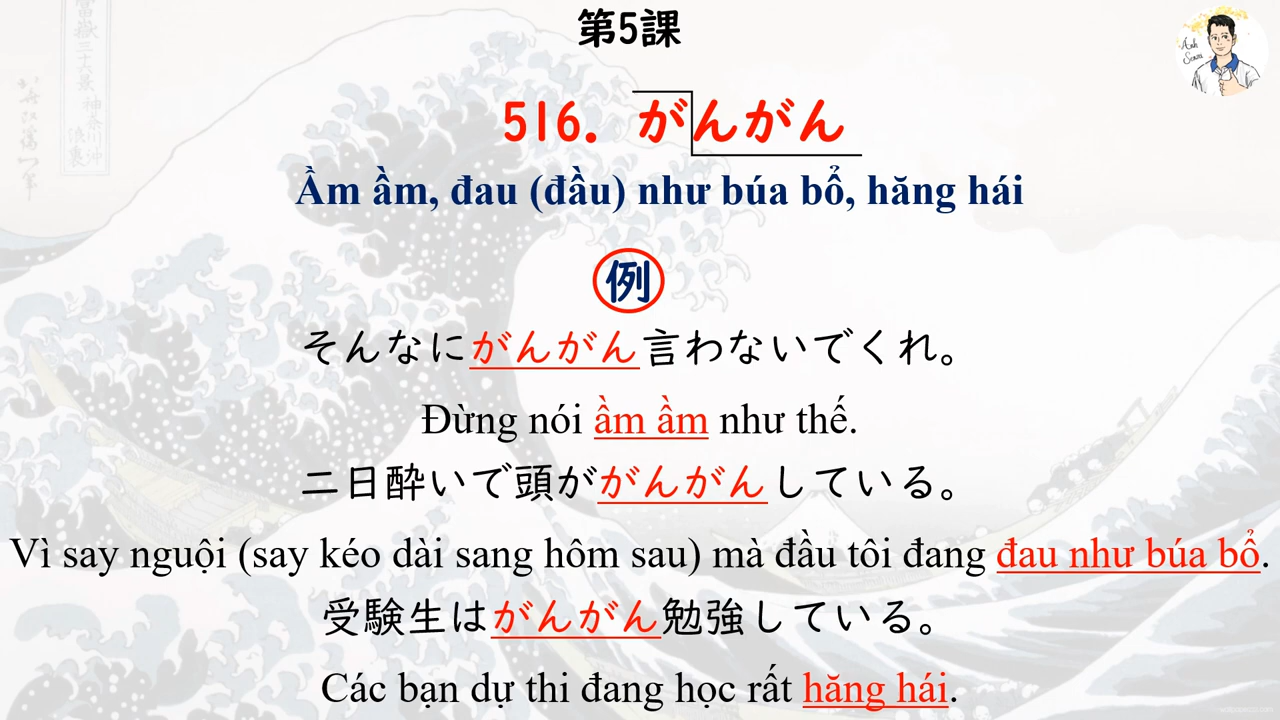 第5課
516. がんがん
Ầm ầm, đau (đầu) như búa bổ, hăng hái
例
そんなにがんがん言わないでくれ。
Đừng nói ầm ầm như thế.
二日酔いで頭ががんがんしている。
Vì say nguội (say kéo dài sang hôm sau) mà đầu tôi đang đau như búa bổ.
受験生はがんがん勉強している。
Các bạn dự thi đang học rất hăng hái.